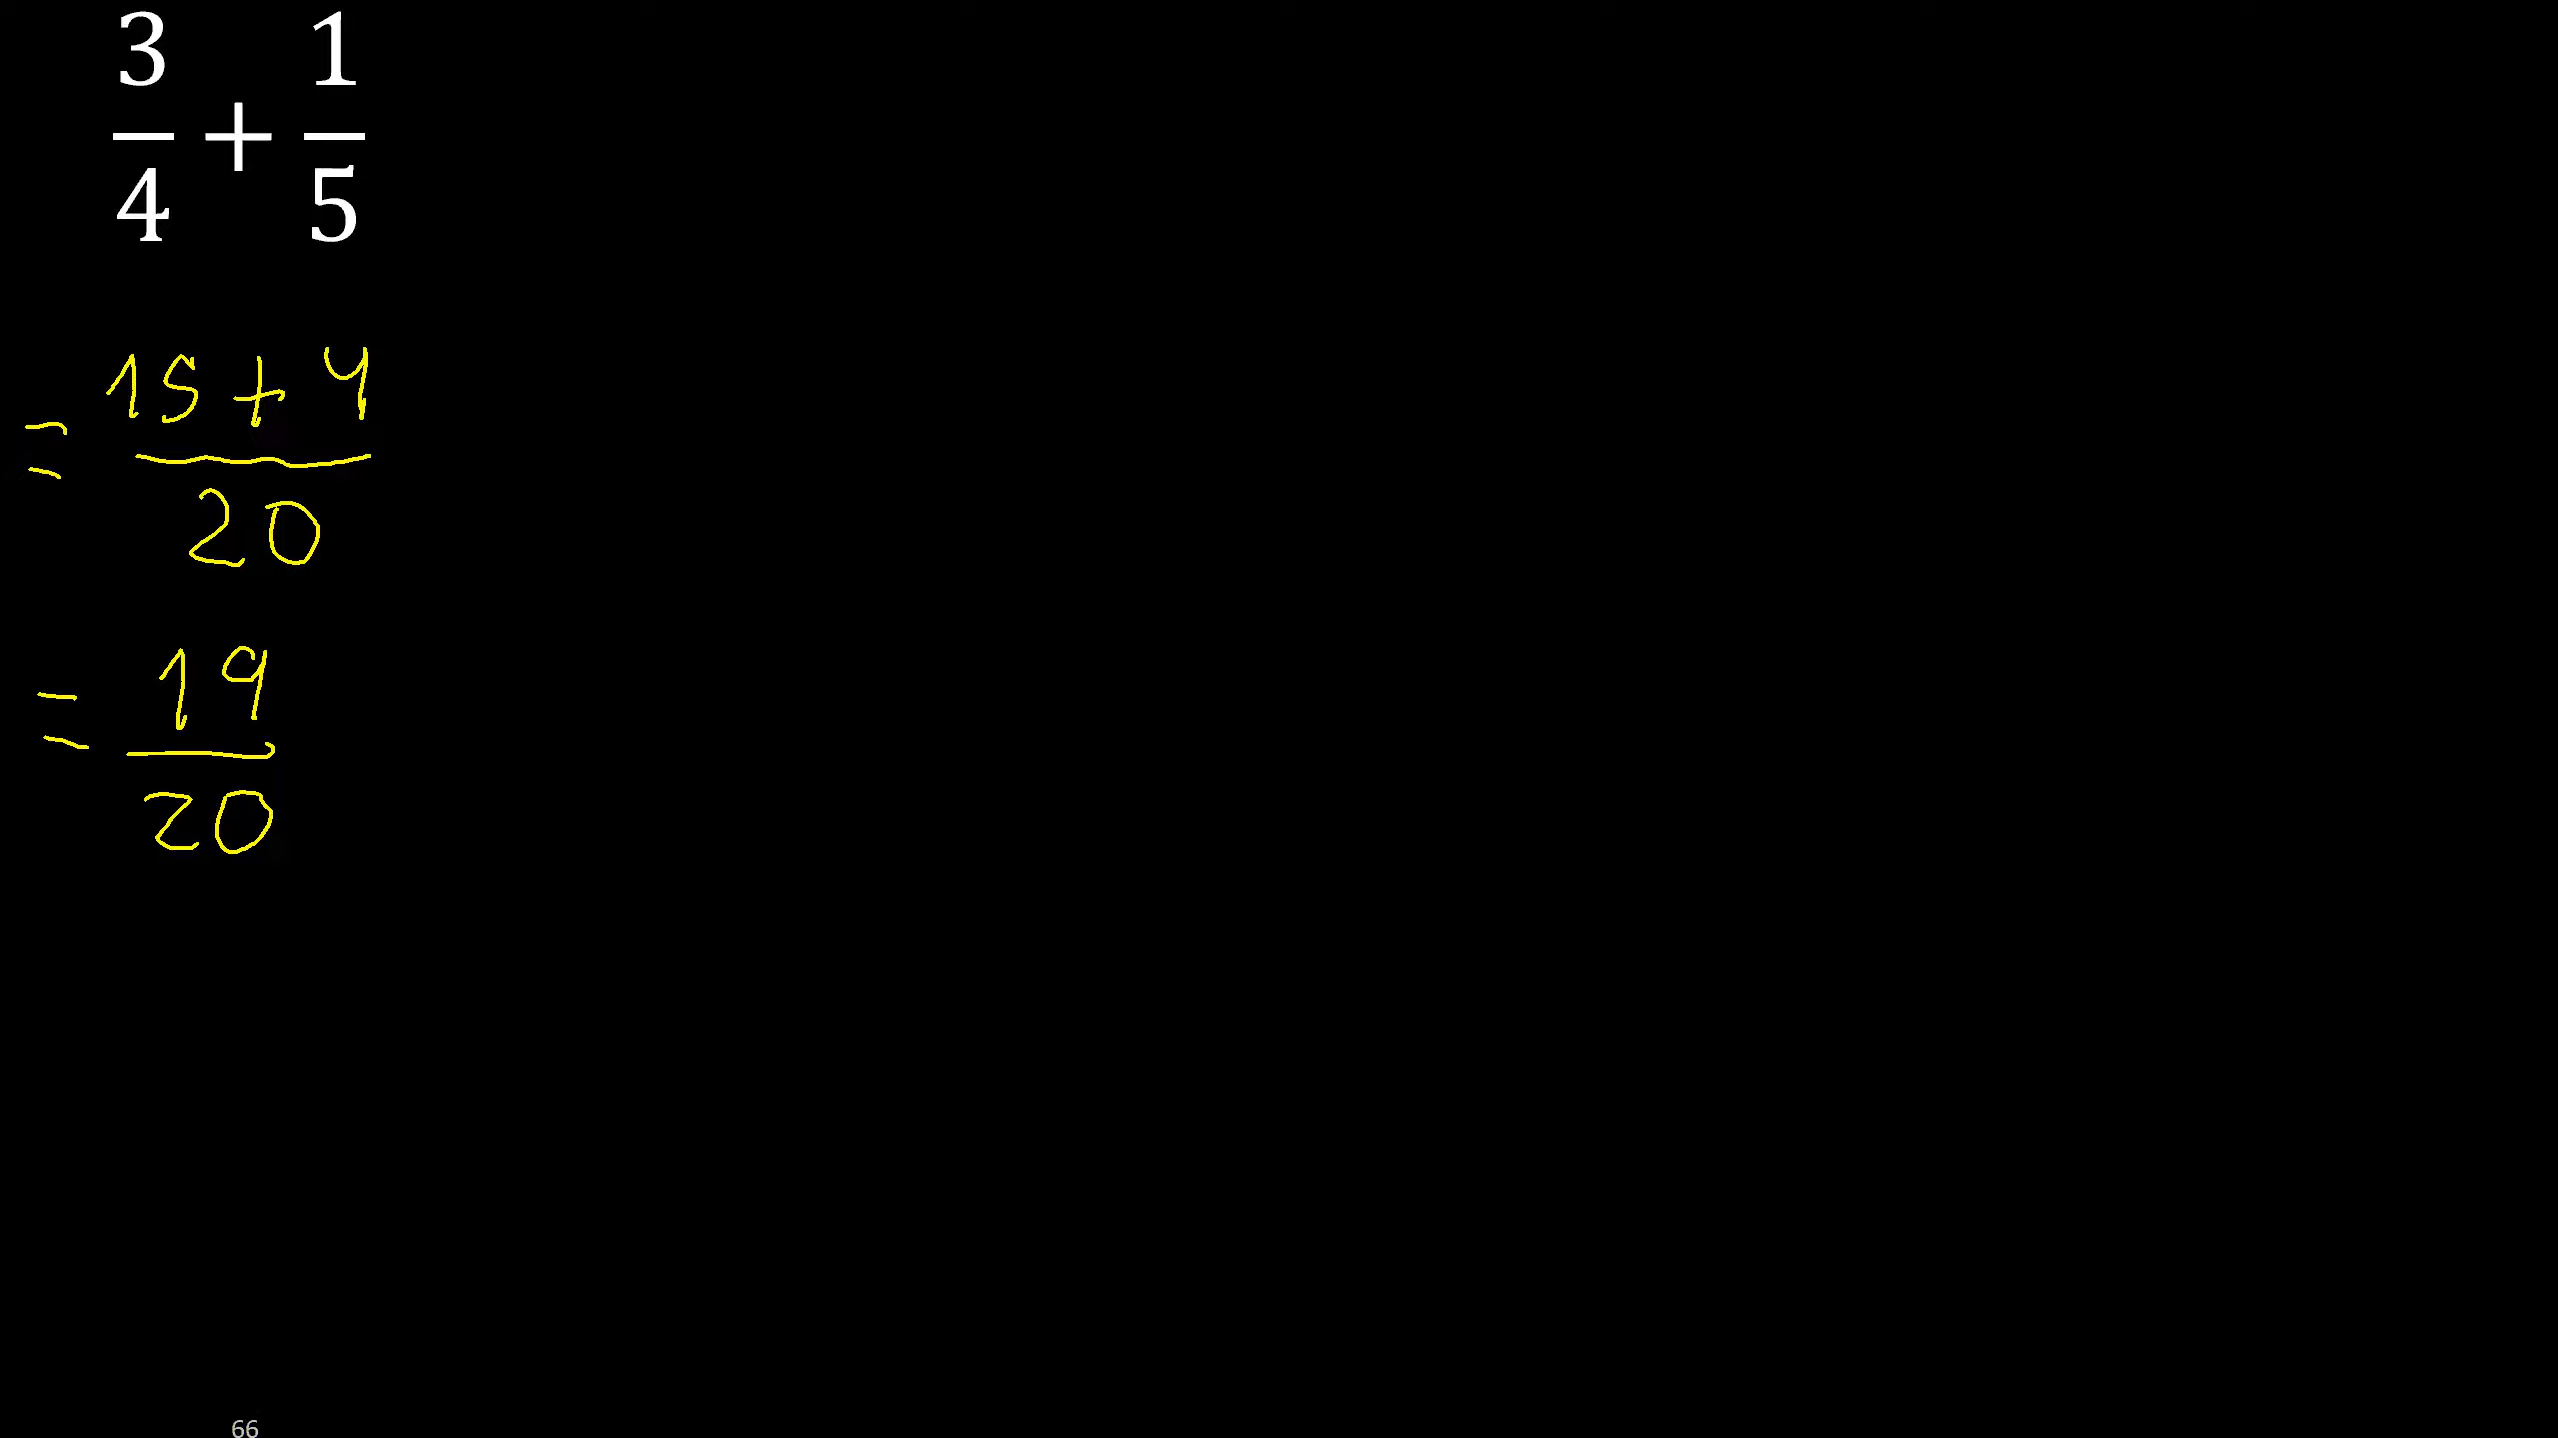 3/4 + 1/5
= 15+4/20
= 19/20
66